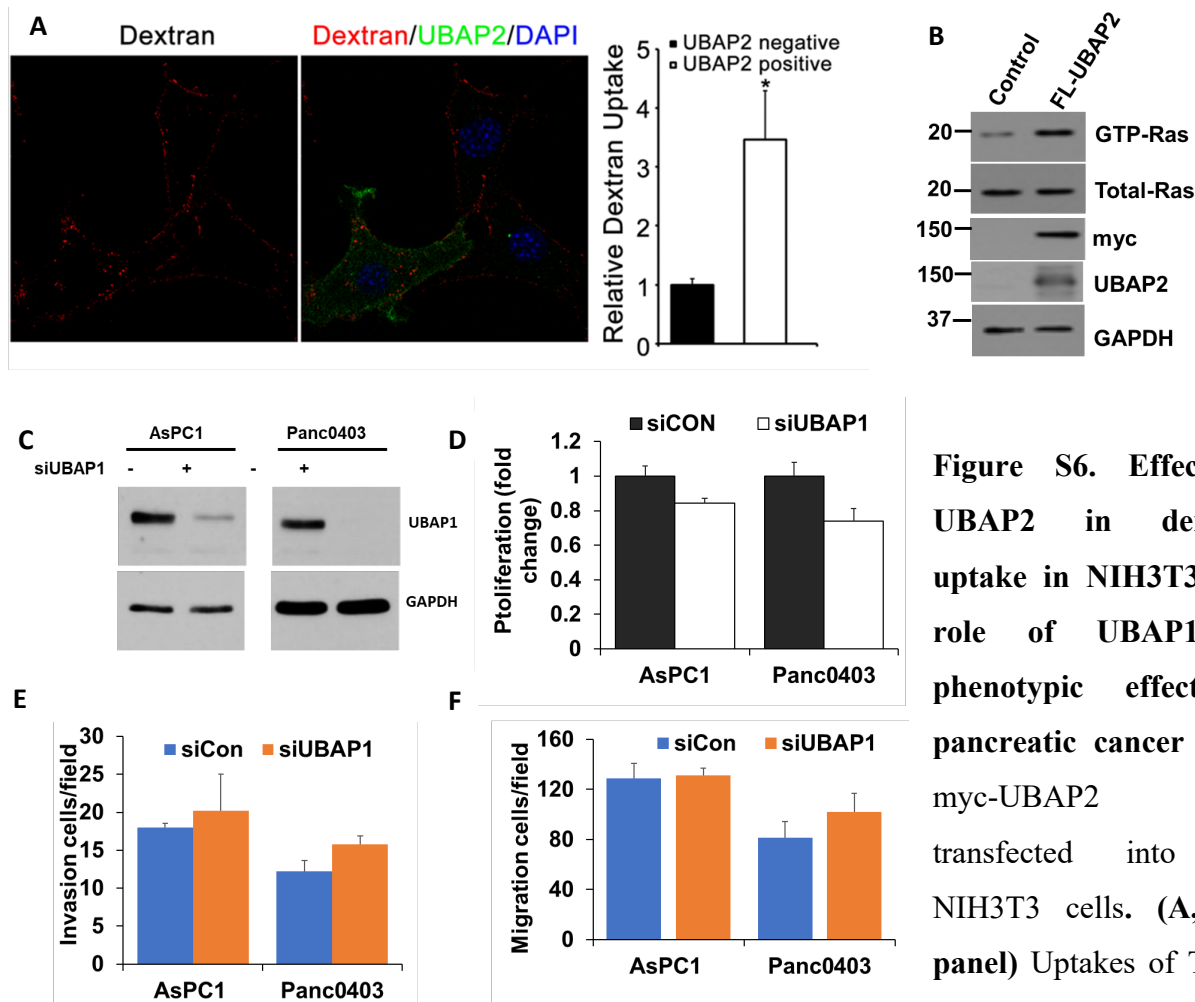 A
Dextran
Dextran/UBAP2/DAPI
Relative Dextran Uptake
5
4
3
2
1
0
UBAP2 negative
UBAP2 positive
*
B
Control
FL-UBAP2
20
GTP-Ras
20
Total-Ras
150
myc
150
UBAP2
37
GAPDH
C
AsPC1
Panc0403
siUBAP1
-
+
-
+
UBAP1
GAPDH
D
siCON
siUBAP1
Ptoliferation (fold
change)
1.2
1
0.8
0.6
0.4
0.2
0
AsPC1
Panc0403
E
siCon
siUBAP1
Invasion cells/field
30
25
20
15
10
5
0
AsPC1
Panc0403
F
siCon
siUBAP1
Migration cells/field
160
120
80
40
0
AsPC1
Panc0403
Figure S6. Effec
UBAP2 in de
uptake in NIH3T3
role of UBAP1
phenotypic effect
pancreatic cancer
myc-UBAP2
transfected into
NIH3T3 cells. (A,
panel) Uptakes of T